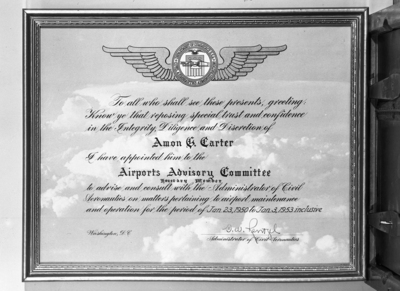 To all who shall see these presents, greeting
Know ye that reposing special trust and confidence
in the Integrity, Diligence and Discretion of
Amon G. Carter
I have appointed him to the
Airports Advisory Committee
Honorary Member
to advise and consult with the Administrator of Civil
Aeronautics on matters pertaining to airport maintenance
and operation for the period of Jan 23, 1950 to Jan 3, 1953 inclusive
Washington, D.C.
Administrator of Civil Aeronautics